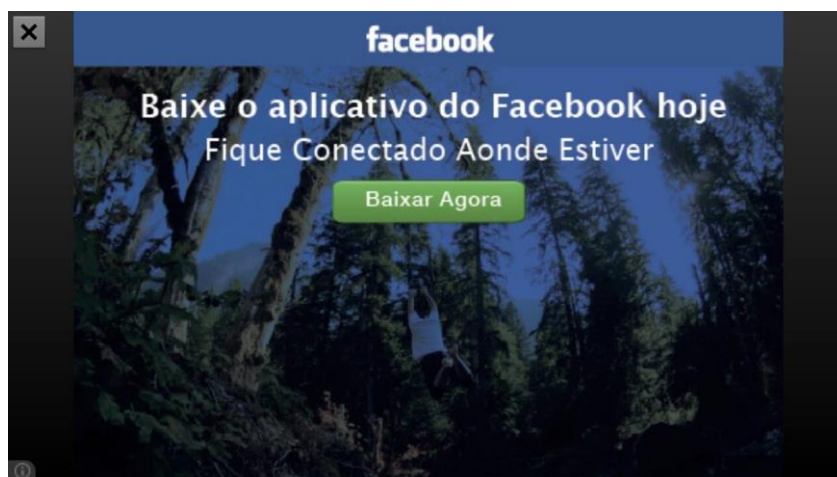 facebook
Baixe o aplicativo do Facebook hoje
Fique Conectado Aonde Estiver
Baixar Agora